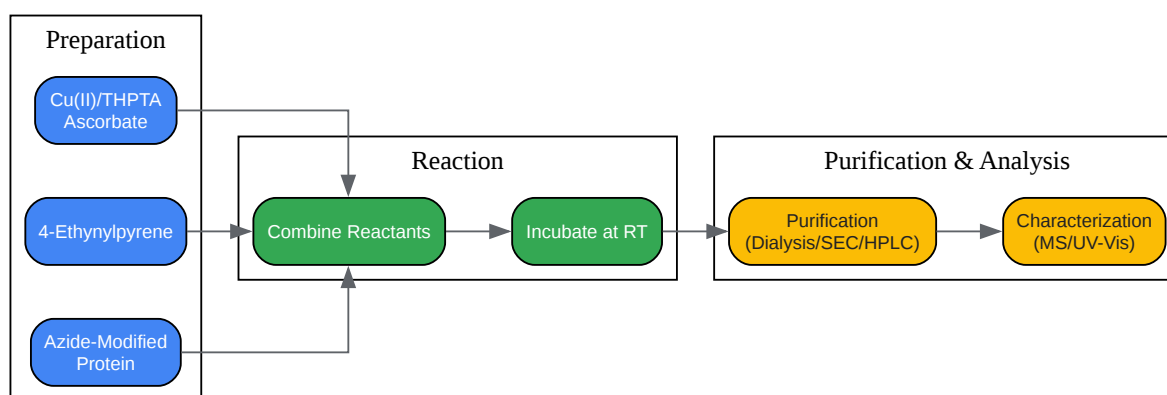 Preparation
Cu(II)/THPTA
Ascorbate
4-Ethynylpyrene
Azide-Modified
Protein
Reaction
Combine Reactants
Incubate at RT
Purification & Analysis
Purification
(Dialysis/SEC/HPLC)
Characterization
(MS/UV-Vis)